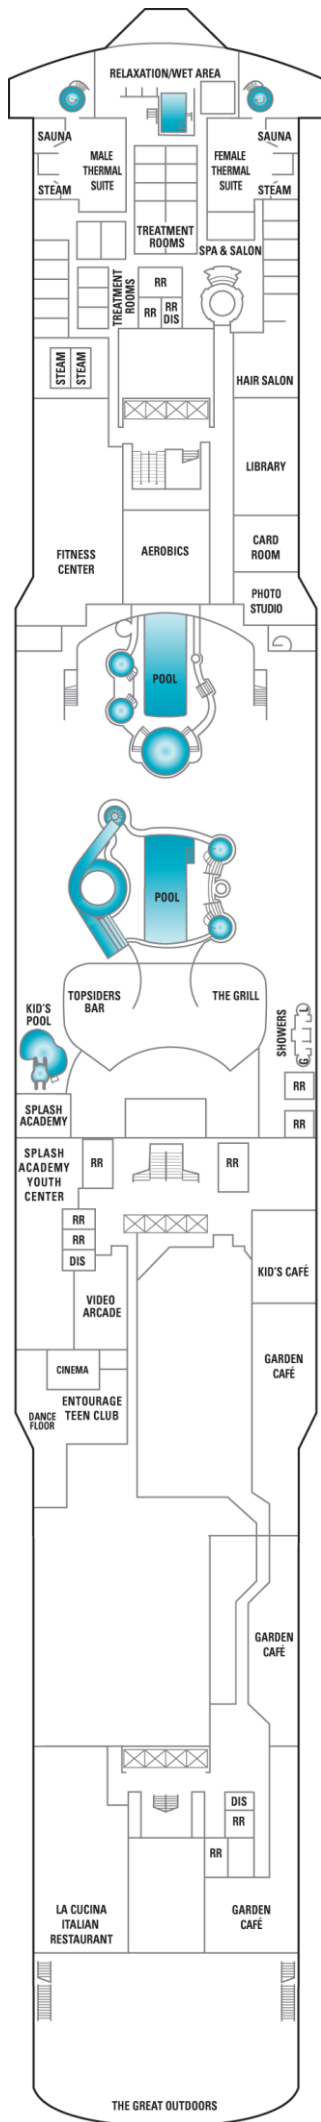 RELAXATION/WET AREA
SAUNA
MALE
THERMAL
SUITE
FEMALE
THERMAL
SUITE
SAUNA
STEAM
STEAM
TREATMENT
ROOMS
SPA & SALON
TREATMENT
ROOMS
RR
RR
RR
DIS
STEAM
STEAM
HAIR SALON
LIBRARY
FITNESS
CENTER
AEROBICS
CARD
ROOM
PHOTO
STUDIO
POOL
POOL
TOPSIDERS
BAR
THE GRILL
KID'S
POOL
SHOWERS
L
G
RR
RR
SPLASH
ACADEMY
SPLASH
ACADEMY
YOUTH
CENTER
RR
RR
RR
RR
DIS
KID'S CAFÉ
VIDEO
ARCADE
CINEMA
GARDEN
CAFÉ
ENTOURAGE
TEEN CLUB
DANCE
FLOOR
GARDEN
CAFÉ
DIS
RR
RR
LA CUCINA
ITALIAN
RESTAURANT
GARDEN
CAFÉ
THE GREAT OUTDOORS